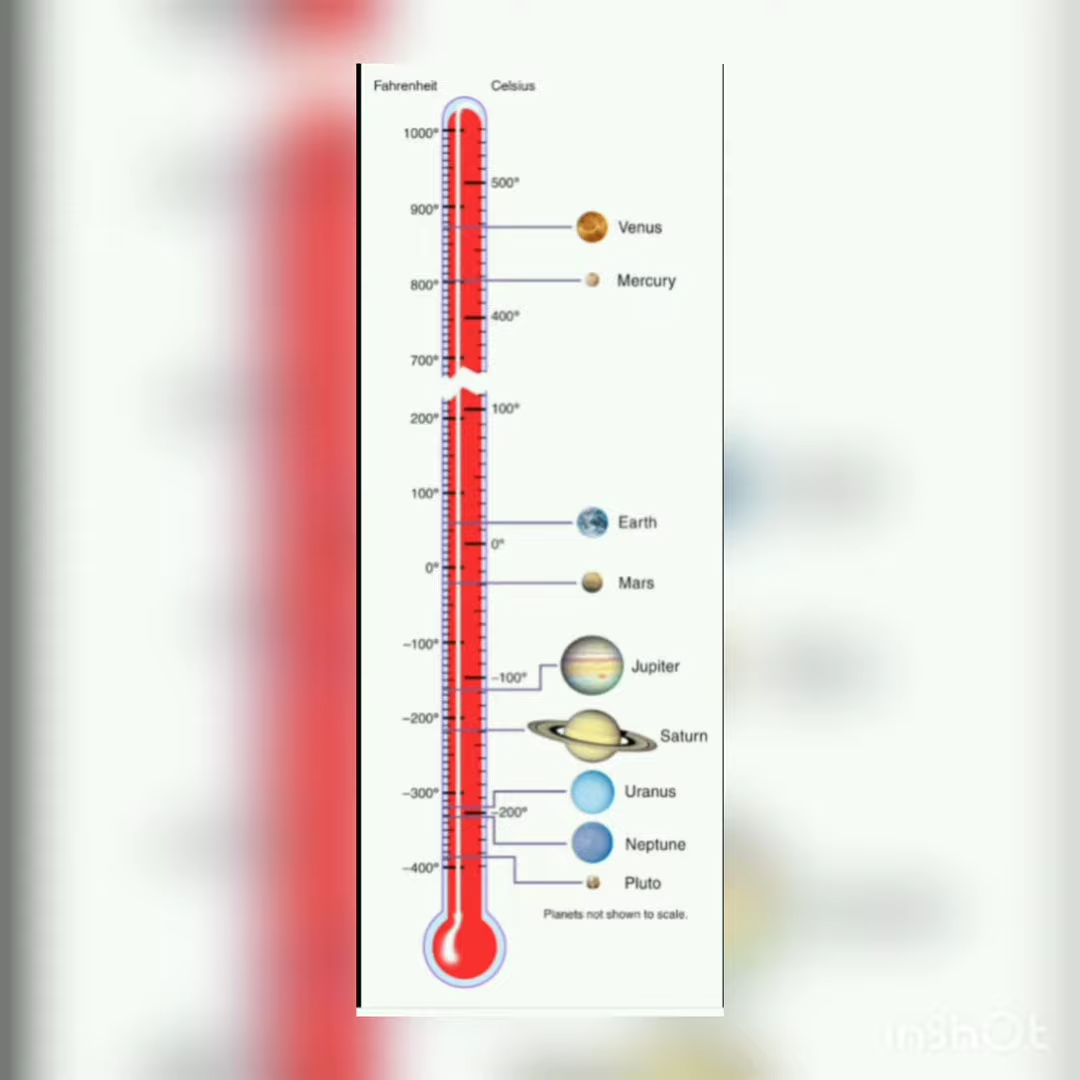 Fahrenheit Celsius
1000°
500°
900°
Venus
Mercury
800°
400°
700°
100°
200°
100°
Earth
0°
0°
Mars
–100°
Jupiter
–100°
–200°
Saturn
Uranus
–300°
–200°
Neptune
–400°
Pluto
Planets not shown to scale.
InShOt